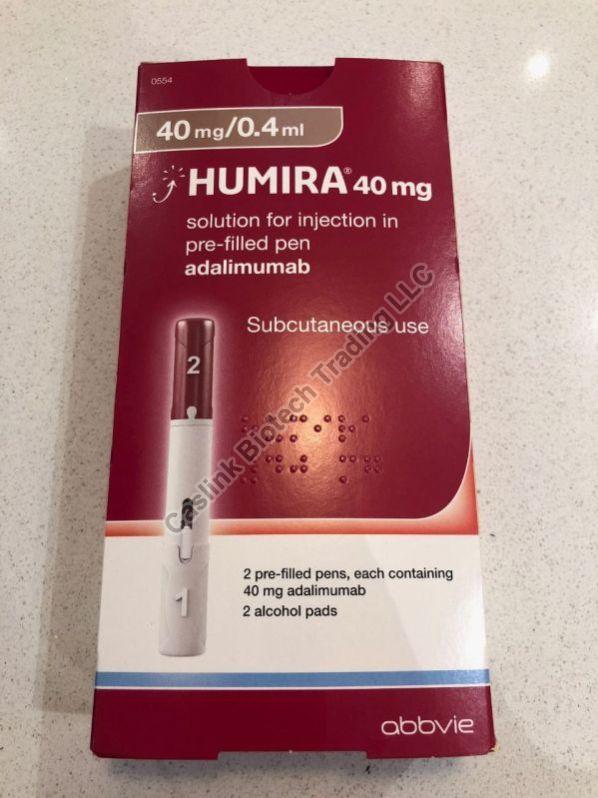 0554
40 mg/0.4 ml
HUMIRA® 40 mg
solution for injection in
pre-filled pen
adalimumab
Subcutaneous use
2
1
2 pre-filled pens, each containing
40 mg adalimumab
2 alcohol pads
abbvie
Caslink Biotech Trading LLC